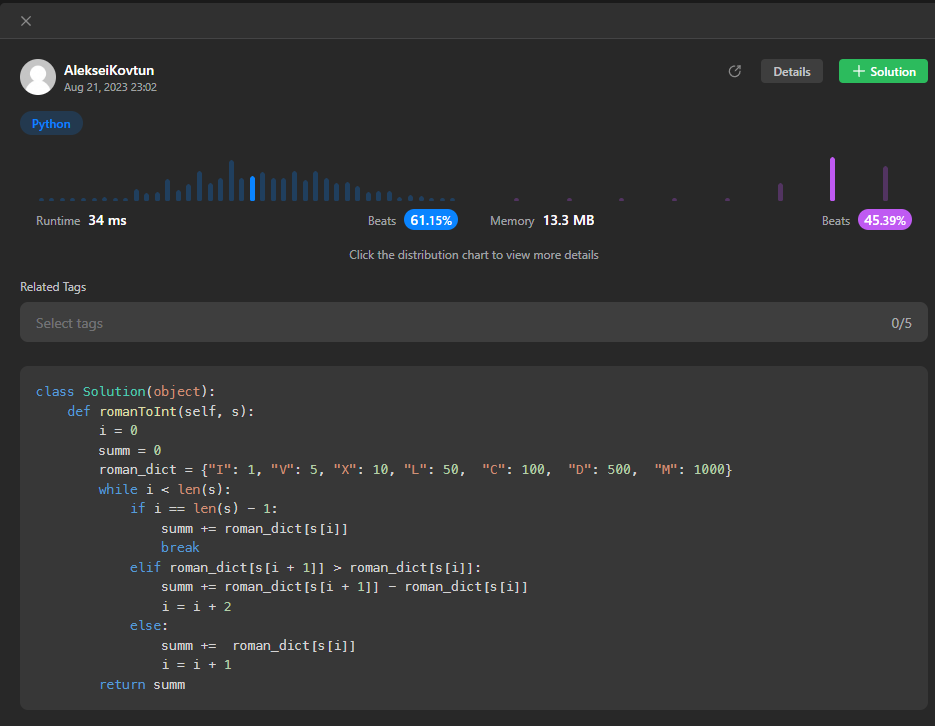 AlekseiKovtun
Aug 21, 2023 23:02
Details
+ Solution
Python
Runtime 34 ms
Beats 61.15%
Memory 13.3 MB
Beats 45.39%
Click the distribution chart to view more details
Related Tags
Select tags
0/5
class Solution(object):
    def romanToInt(self, s):
        i = 0
        summ = 0
        roman_dict = {"I": 1, "V": 5, "X": 10, "L": 50,  "C": 100,  "D": 500,  "M": 1000}
        while i < len(s):
            if i == len(s) - 1:
                summ += roman_dict[s[i]]
                break
            elif roman_dict[s[i + 1]] > roman_dict[s[i]]:
                summ += roman_dict[s[i + 1]] - roman_dict[s[i]]
                i = i + 2
            else:
                summ +=  roman_dict[s[i]]
                i = i + 1
        return summ